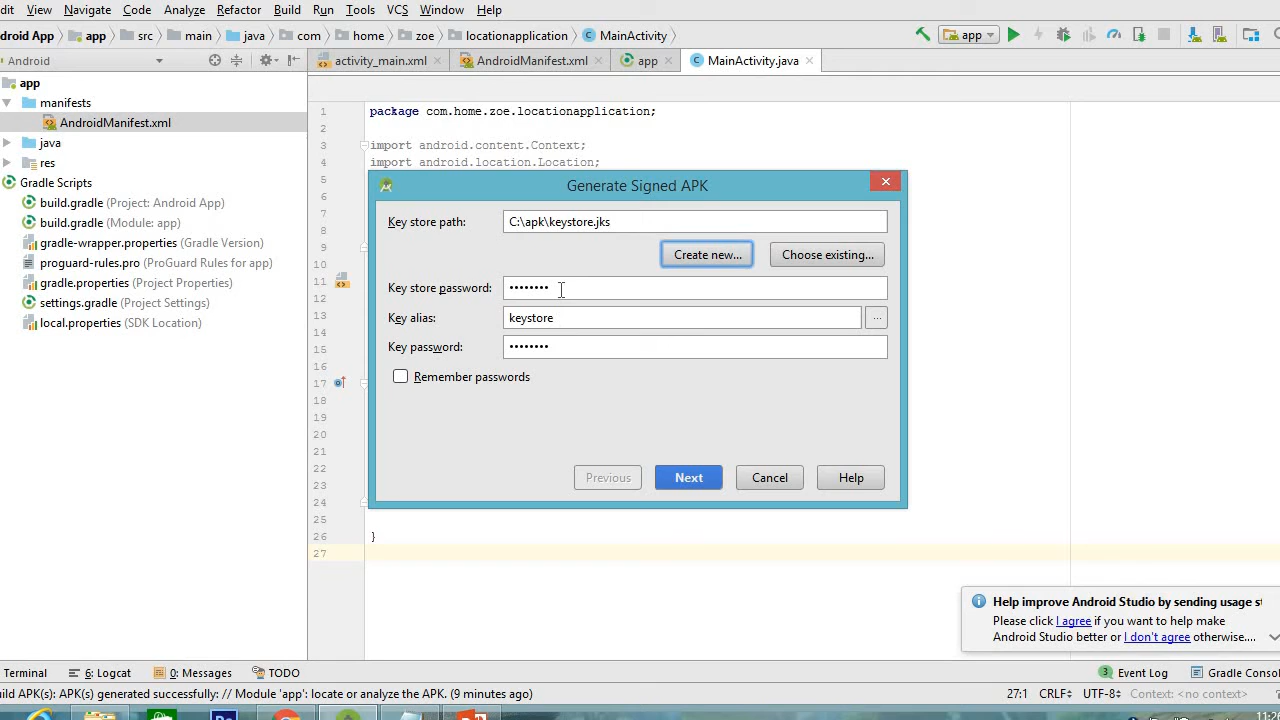 dit View Navigate Code Analyze Refactor Build Run Tools VCS Window Help
droid App app src main java com home zoe locationapplication MainActivity app
Android activity_main.xml AndroidManifest.xml app MainActivity.java
app
manifests
AndroidManifest.xml
java
res
Gradle Scripts
build.gradle (Project: Android App)
build.gradle (Module: app)
gradle-wrapper.properties (Gradle Version)
proguard-rules.pro (ProGuard Rules for app)
gradle.properties (Project Properties)
settings.gradle (Project Settings)
local.properties (SDK Location)
1 package com.home.zoe.locationapplication;
2
3 import android.content.Context;
4 import android.location.Location;
5
6
7
8
9
10
11
12
13
14
15
16
17
18
19
20
21
22
23
24
25
26 }
27
Generate Signed APK
Key store path: C:\apk\keystore.jks
Create new... Choose existing...
Key store password: ••••••••
Key alias: keystore ...
Key password: ••••••••
Remember passwords
Previous Next Cancel Help
Help improve Android Studio by sending usage st
Please click I agree if you want to help make
Android Studio better or I don't agree otherwise....
Terminal 6: Logcat 0: Messages TODO Event Log Gradle Consol
ild APK(s): APK(s) generated successfully: // Module 'app': locate or analyze the APK. (9 minutes ago) 27:1 CRLF÷ UTF-8÷ Context: <no context>